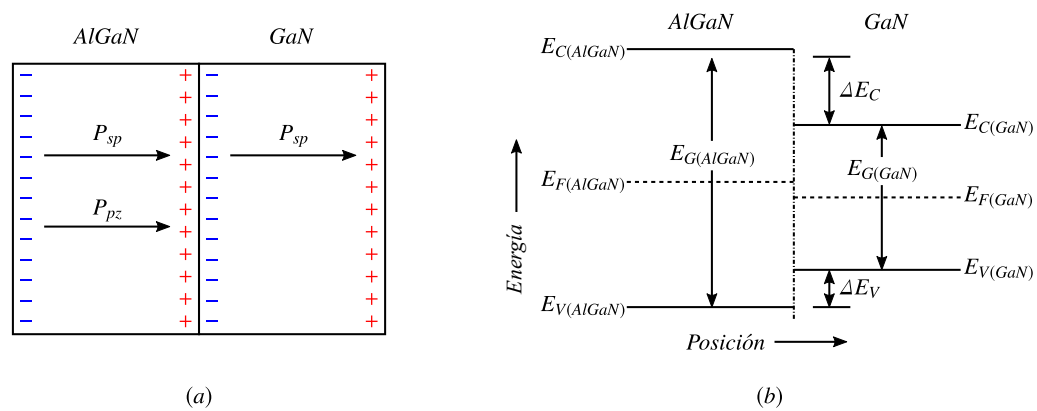 AlGaN
GaN
P_sp
P_sp
P_pz
(a)
AlGaN
GaN
E_C(AlGaN)
ΔE_C
E_C(GaN)
E_G(AlGaN)
E_G(GaN)
E_F(AlGaN)
E_F(GaN)
Energía
E_V(GaN)
ΔE_V
E_V(AlGaN)
Posición
(b)